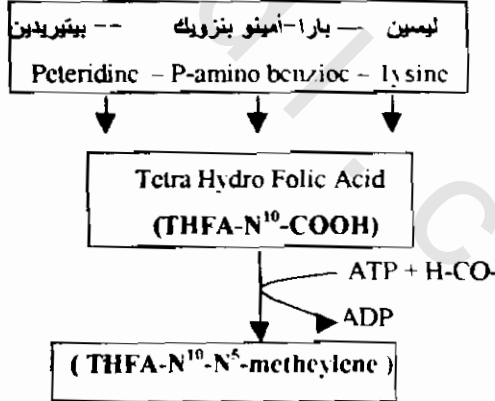 ليسين — بارا-أمينو بنزويك -- بيتيريدين
Peteridine – P-amino benzioc – lysine
Tetra Hydro Folic Acid
(THFA-N¹⁰-COOH)
ATP + H-CO-
ADP
( THFA-N¹⁰-N⁵-metheylene )